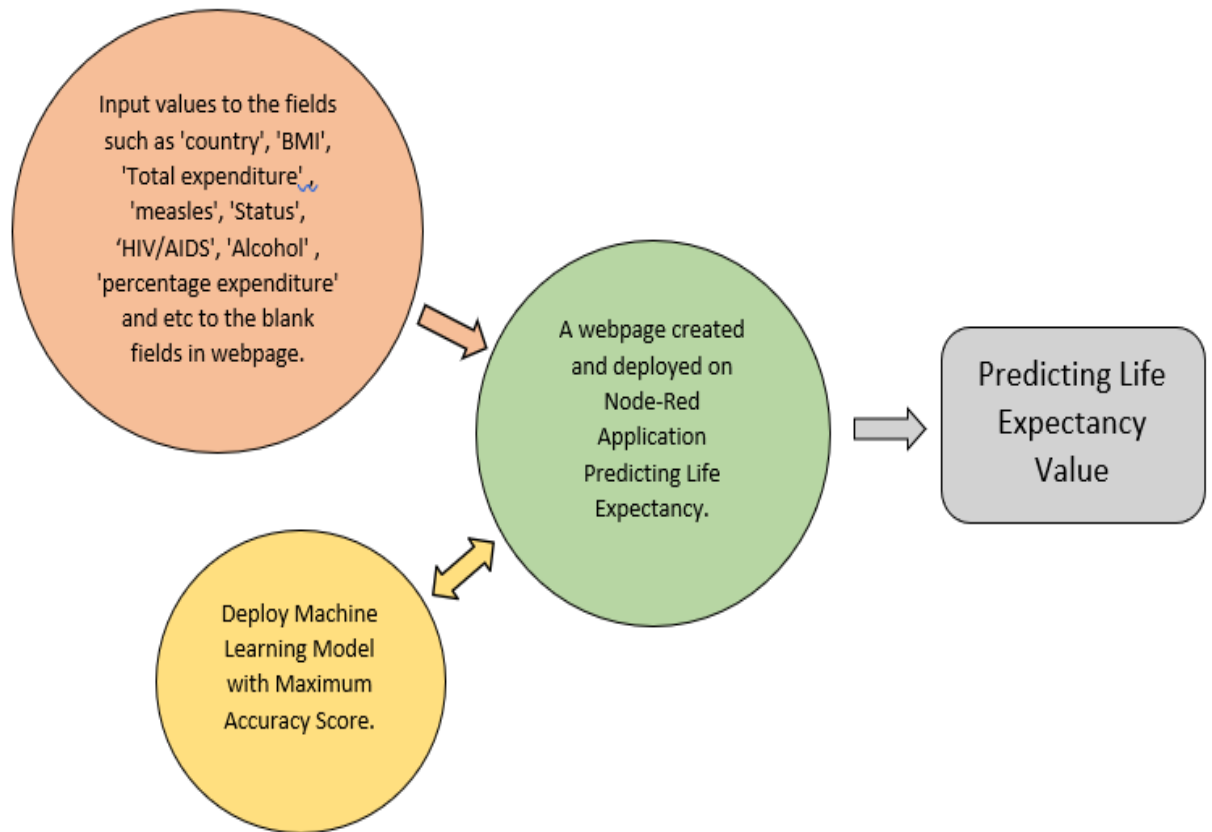 Input values to the fields
such as 'country', 'BMI',
'Total expenditure' ,
'measles', 'Status',
‘HIV/AIDS', 'Alcohol' ,
'percentage expenditure'
and etc to the blank
fields in webpage.
A webpage created
and deployed on
Node-Red
Application
Predicting Life
Expectancy.
Predicting Life
Expectancy
Value
Deploy Machine
Learning Model
with Maximum
Accuracy Score.